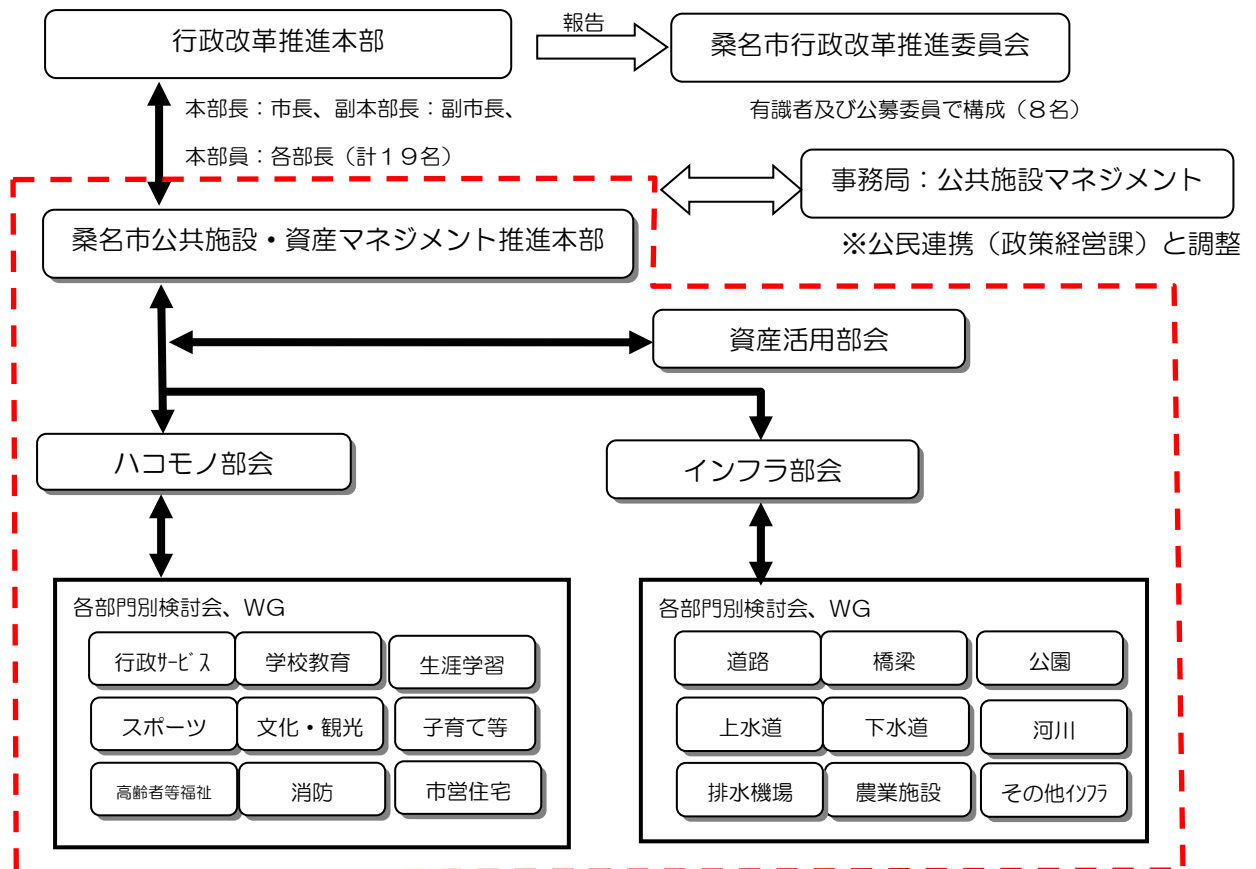 行政改革推進本部
報告
桑名市行政改革推進委員会
本部長：市長、副本部長：副市長、
本部員：各部長（計１９名）
有識者及び公募委員で構成（８名）
事務局：公共施設マネジメント
※公民連携（政策経営課）と調整
桑名市公共施設・資産マネジメント推進本部
資産活用部会
ハコモノ部会
インフラ部会
各部門別検討会、WG
行政ｻｰﾋﾞｽ
学校教育
生涯学習
スポーツ
文化・観光
子育て等
高齢者等福祉
消防
市営住宅
各部門別検討会、WG
道路
橋梁
公園
上水道
下水道
河川
排水機場
農業施設
その他ｲﾝﾌﾗ